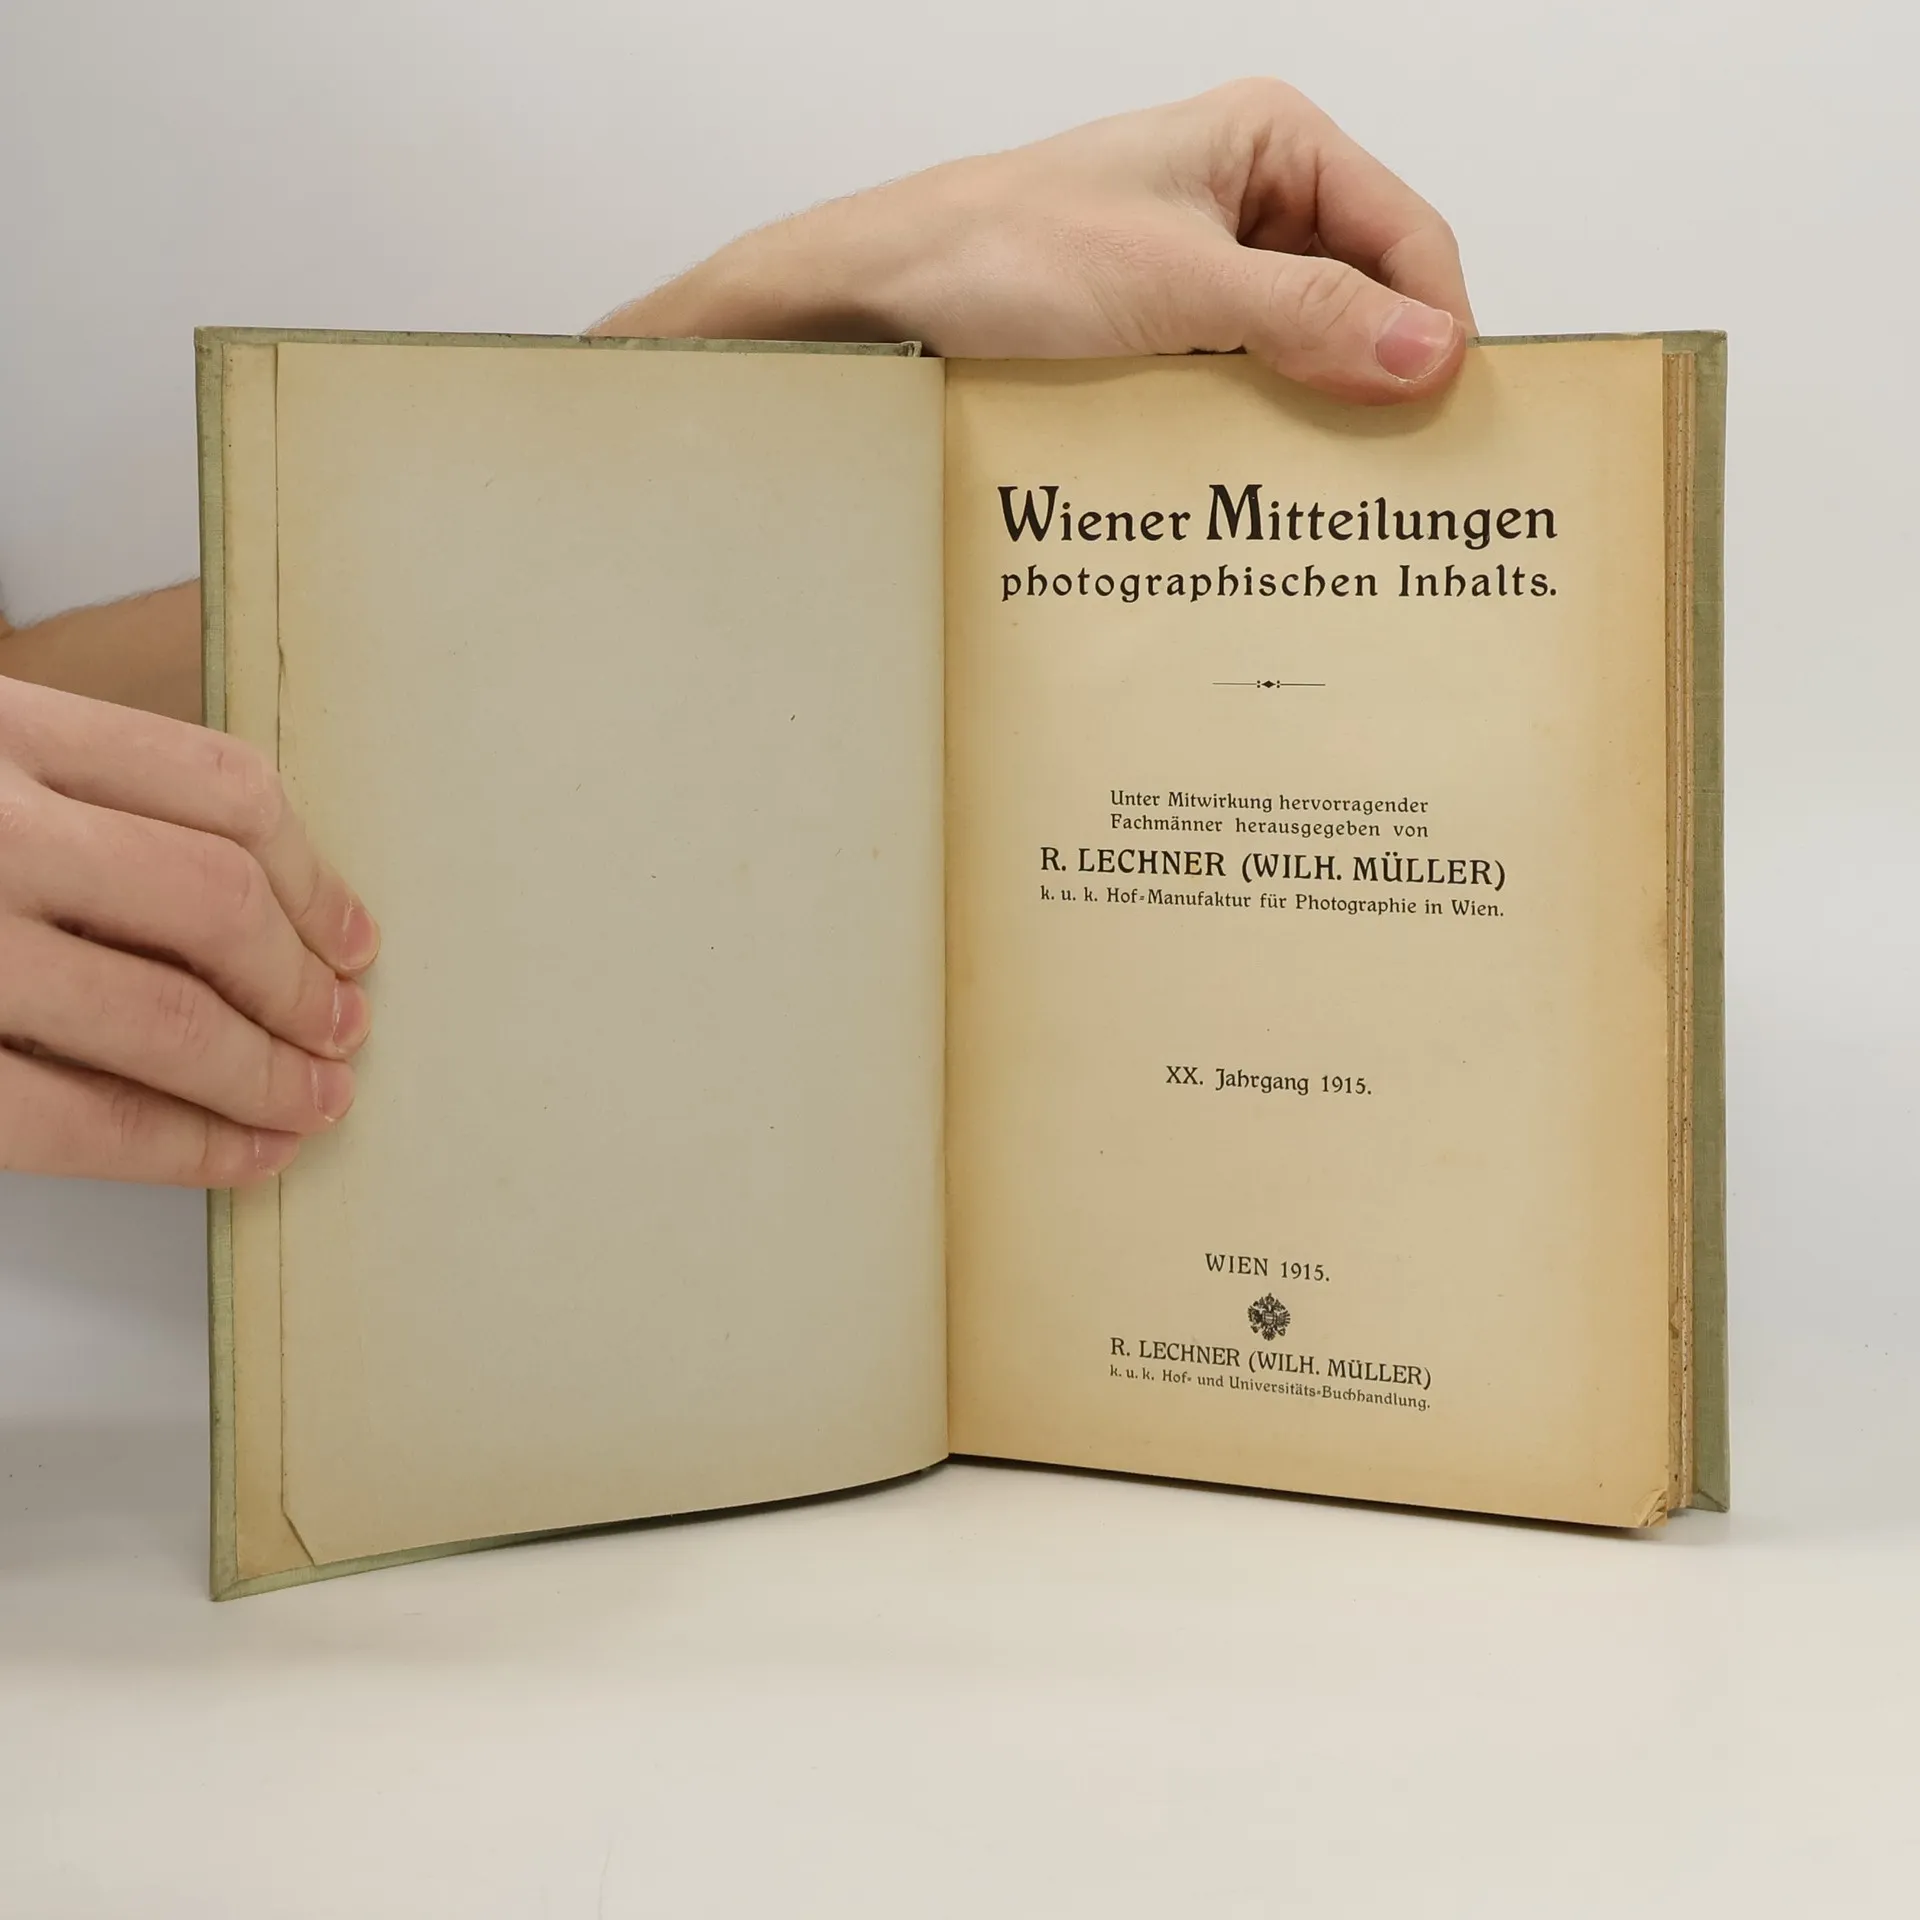 Wiener Mitteilungen
photographischen Inhalts.
Unter Mitwirkung hervorragender
Fachmänner herausgegeben von
R. LECHNER (WILH. MÜLLER)
k. u. k. Hof-Manufaktur für Photographie in Wien.
XX. Jahrgang 1915.
WIEN 1915.
R. LECHNER (WILH. MÜLLER)
k. u. k. Hof- und Universitäts-Buchhandlung.